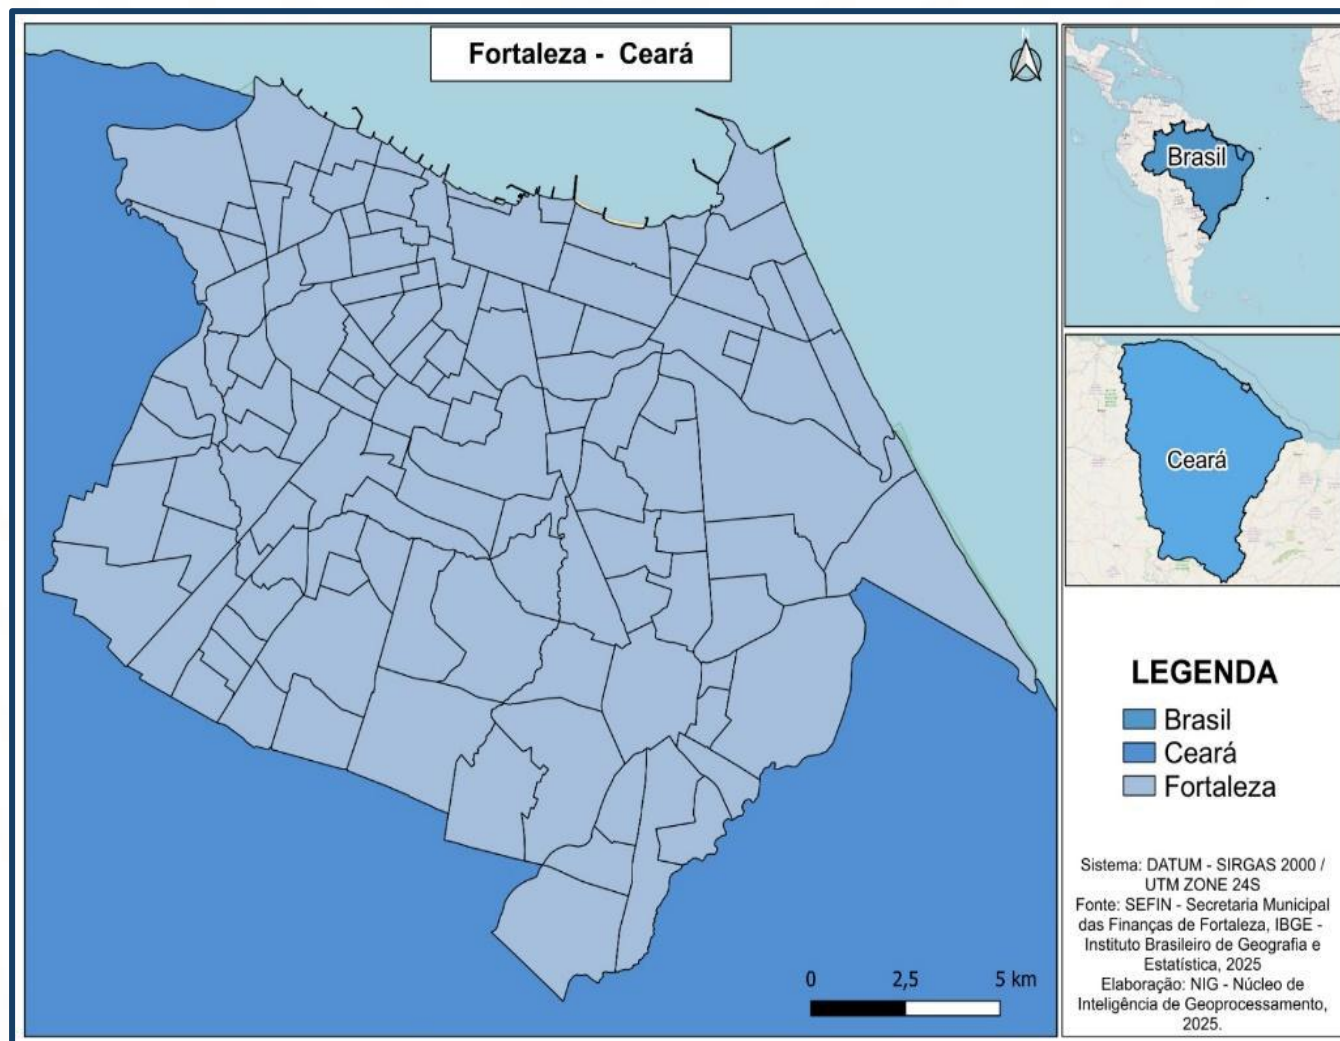 Fortaleza - Ceará
N
Brasil
Ceará
LEGENDA
Brasil
Ceará
Fortaleza
Sistema: DATUM - SIRGAS 2000 /
UTM ZONE 24S
Fonte: SEFIN - Secretaria Municipal
das Finanças de Fortaleza, IBGE -
Instituto Brasileiro de Geografia e
Estatística, 2025
Elaboração: NIG - Núcleo de
Inteligência de Geoprocessamento,
2025.
0 2,5 5 km